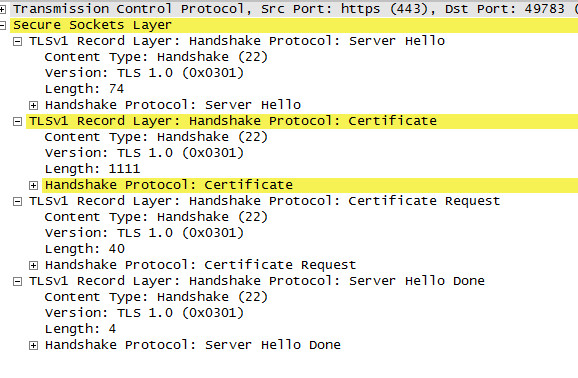 Transmission Control Protocol, Src Port: https (443), Dst Port: 49783 (
Secure Sockets Layer
TLSv1 Record Layer: Handshake Protocol: Server Hello
Content Type: Handshake (22)
Version: TLS 1.0 (0x0301)
Length: 74
Handshake Protocol: Server Hello
TLSv1 Record Layer: Handshake Protocol: Certificate
Content Type: Handshake (22)
Version: TLS 1.0 (0x0301)
Length: 1111
Handshake Protocol: Certificate
TLSv1 Record Layer: Handshake Protocol: Certificate Request
Content Type: Handshake (22)
Version: TLS 1.0 (0x0301)
Length: 40
Handshake Protocol: Certificate Request
TLSv1 Record Layer: Handshake Protocol: Server Hello Done
Content Type: Handshake (22)
Version: TLS 1.0 (0x0301)
Length: 4
Handshake Protocol: Server Hello Done